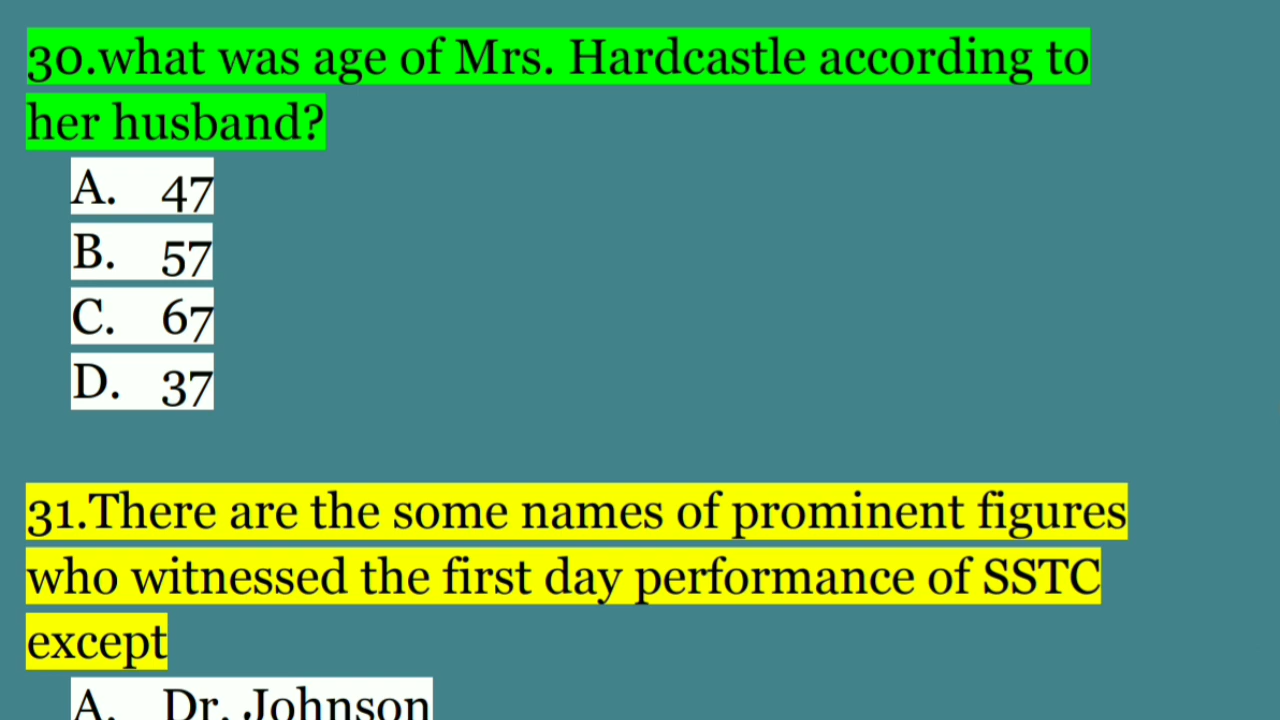 30.what was age of Mrs. Hardcastle according to
her husband?
A. 47
B. 57
C. 67
D. 37
31.There are the some names of prominent figures
who witnessed the first day performance of SSTC
except
A. Dr. Johnson